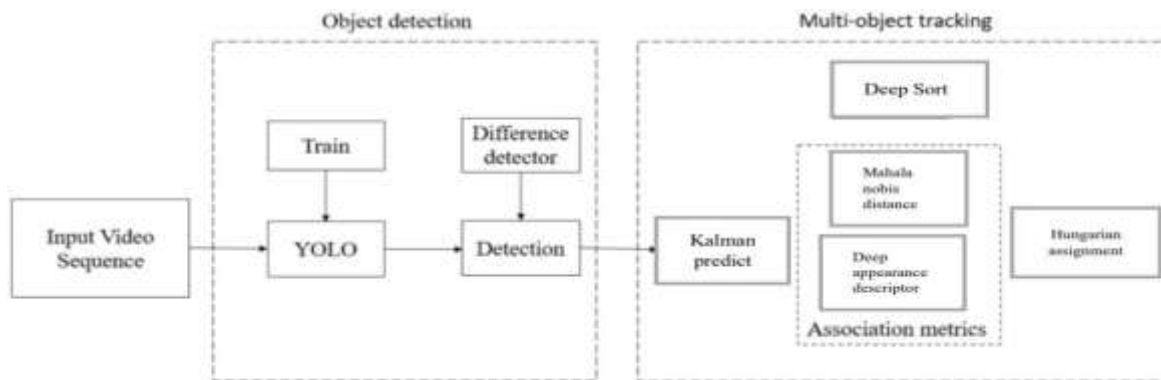 Object detection
Multi-object tracking
Deep Sort
Train
Difference
detector
Mahala
nobis
distance
Input Video
Sequence
YOLO
Detection
Kalman
predict
Hungarian
assignment
Deep
appearance
descriptor
Association metrics